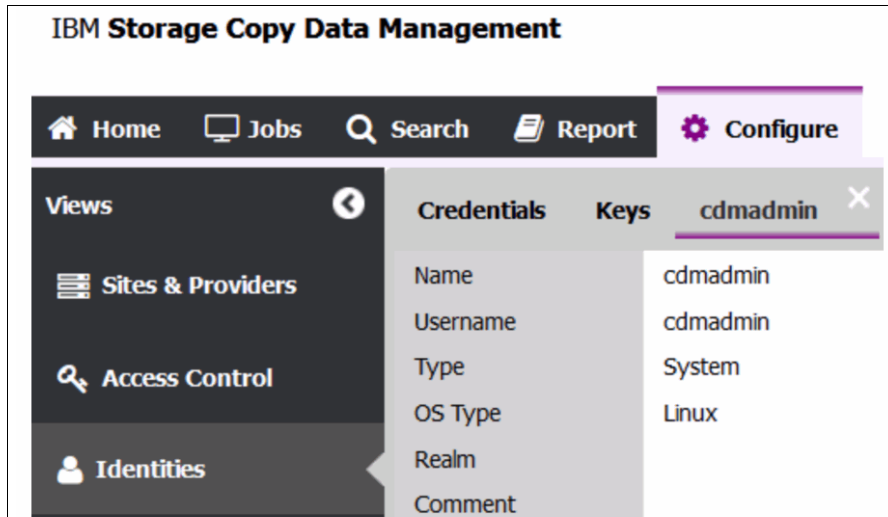 IBM Storage Copy Data Management
Home Jobs Search Report Configure
Views
Sites & Providers
Access Control
Identities
Credentials Keys cdmadmin
Name cdmadmin
Username cdmadmin
Type System
OS Type Linux
Realm
Comment